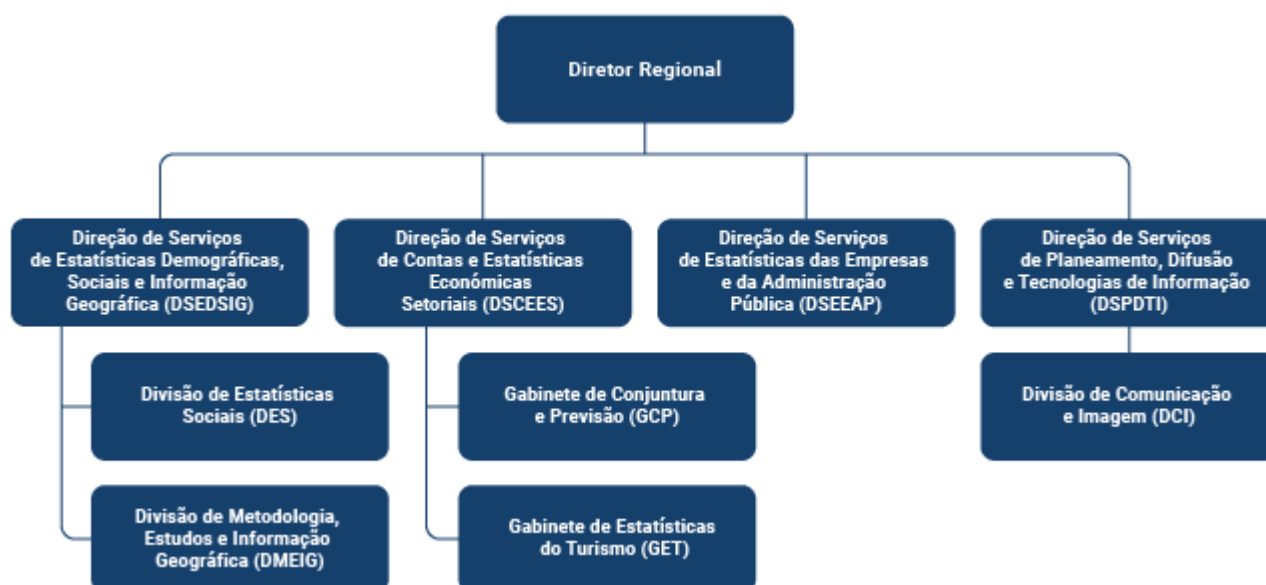 Diretor Regional
Direção de Serviços
de Estatísticas Demográficas,
Sociais e Informação
Geográfica (DSEDSIG)
Direção de Serviços
de Contas e Estatísticas
Económicas
Setoriais (DSCEES)
Direção de Serviços
de Estatísticas das Empresas
e da Administração
Pública (DSEEAP)
Direção de Serviços
de Planeamento, Difusão
e Tecnologias de Informação
(DSPDTI)
Divisão de Estatísticas
Sociais (DES)
Gabinete de Conjuntura
e Previsão (GCP)
Divisão de Comunicação
e Imagem (DCI)
Divisão de Metodologia,
Estudos e Informação
Geográfica (DMEIG)
Gabinete de Estatísticas
do Turismo (GET)